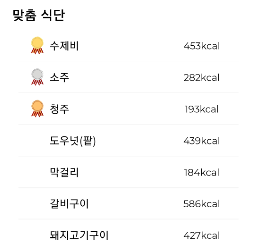 맞춤 식단
수제비 453kcal
소주 282kcal
청주 193kcal
도우넛(팥) 439kcal
막걸리 184kcal
갈비구이 586kcal
돼지고기구이 427kcal